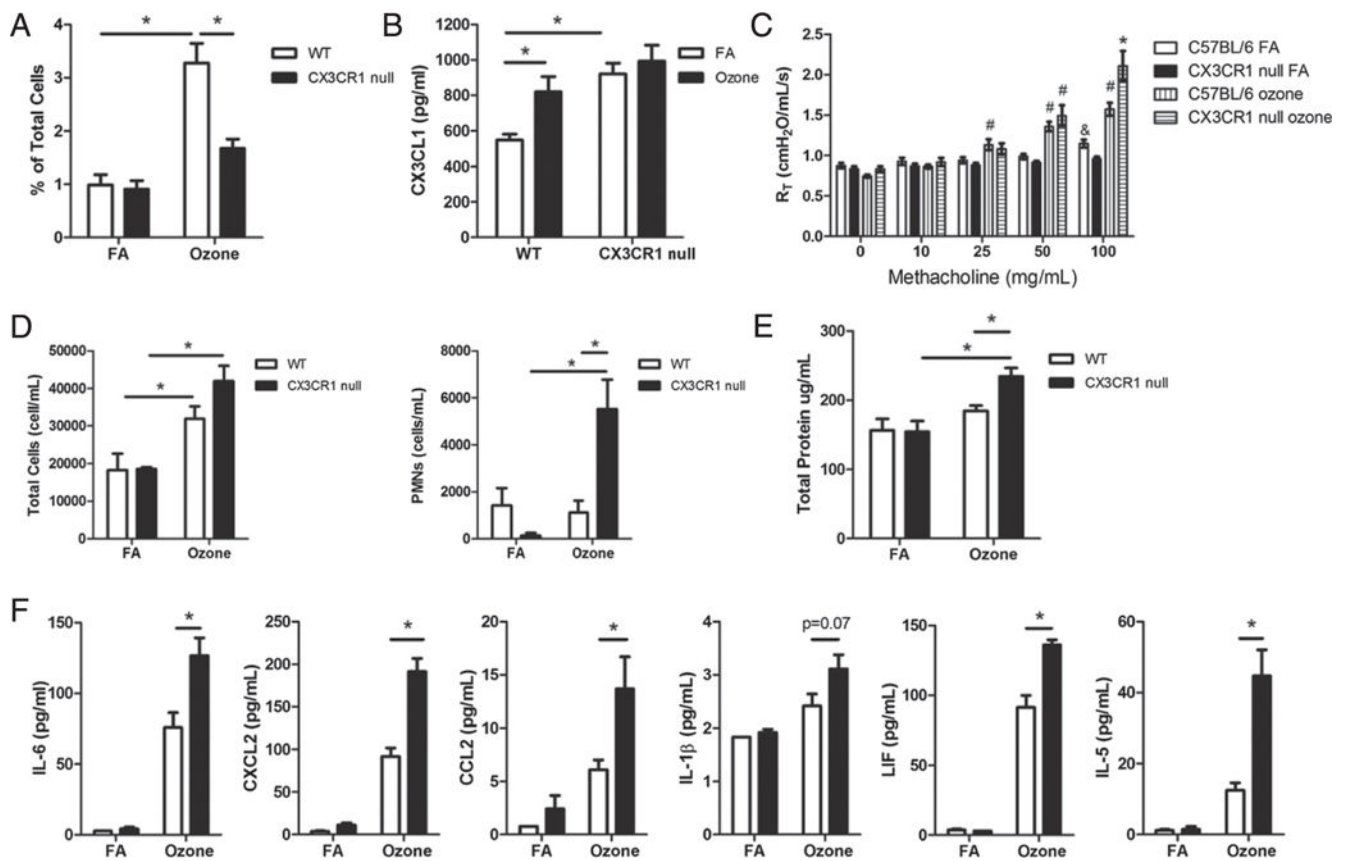 A
*
*
% of Total Cells
4
3
2
1
0
FA
Ozone
WT
CX3CR1 null
B
*
*
CX3CL1 (pg/ml)
1200
1000
800
600
400
200
0
WT
CX3CR1 null
FA
Ozone
C
RT (cmH2O/mL/s)
2.5
2.0
1.5
1.0
0.5
0.0
#
#
#
&
#
*
0
10
25
50
100
Methacholine (mg/mL)
C57BL/6 FA
CX3CR1 null FA
C57BL/6 ozone
CX3CR1 null ozone
D
*
*
Total Cells (cell/mL)
50000
40000
30000
20000
10000
0
FA
Ozone
WT
CX3CR1 null
*
*
PMNs (cells/mL)
8000
6000
4000
2000
0
FA
Ozone
WT
CX3CR1 null
E
*
*
Total Protein ug/mL
300
200
100
0
FA
Ozone
WT
CX3CR1 null
F
*
IL-6 (pg/ml)
150
100
50
0
FA
Ozone
*
CXCL2 (pg/mL)
250
200
150
100
50
0
FA
Ozone
*
CCL2 (pg/mL)
20
15
10
5
0
FA
Ozone
p=0.07
IL-1β (pg/mL)
4
3
2
1
0
FA
Ozone
*
LIF (pg/mL)
150
100
50
0
FA
Ozone
*
IL-5 (pg/mL)
60
40
20
0
FA
Ozone